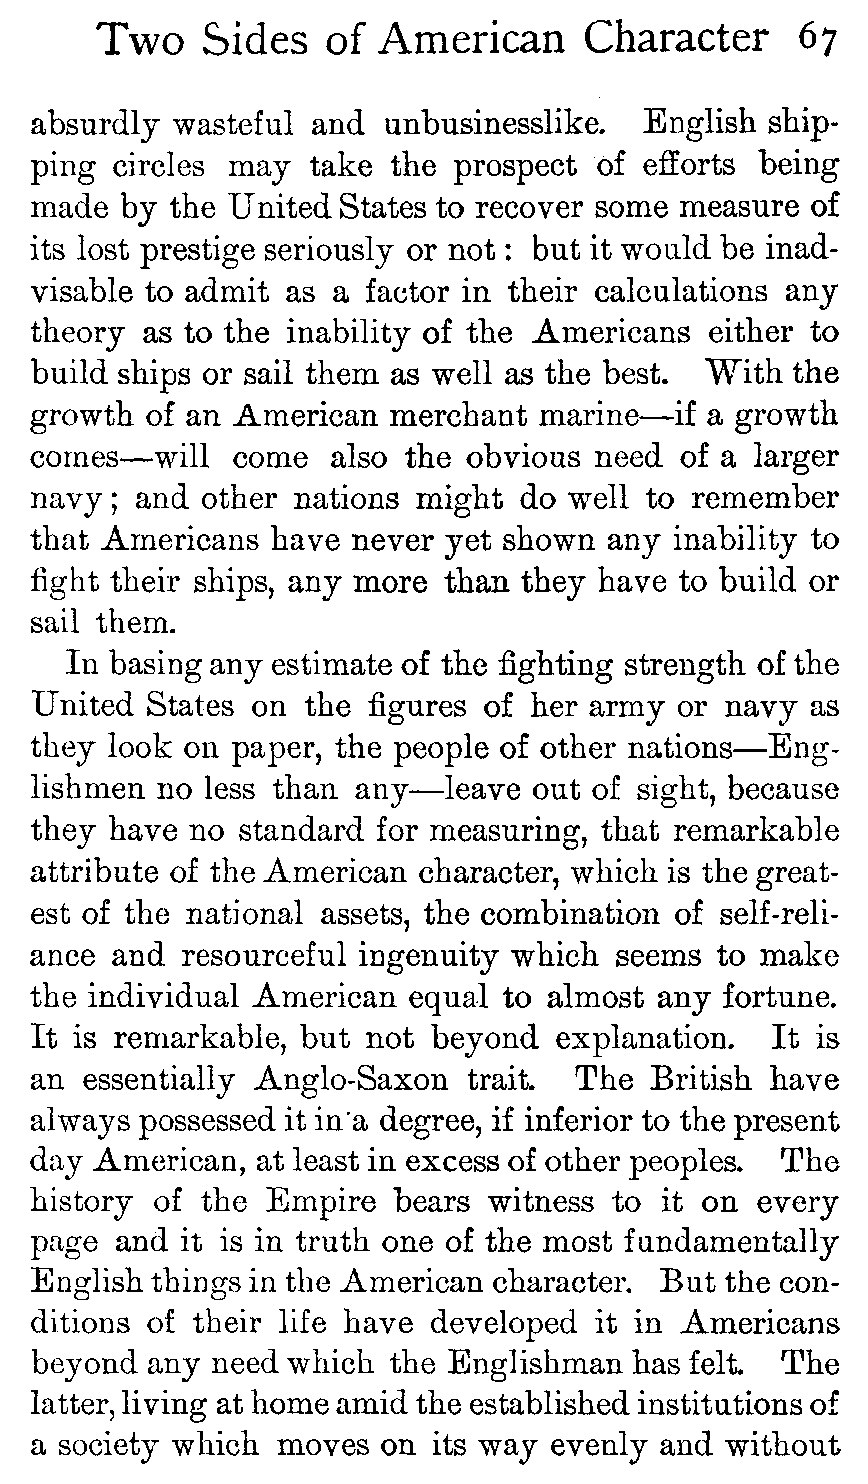 Two Sides of American Character 67
absurdly wasteful and unbusinesslike. English ship-
ping circles may take the prospect of efforts being
made by the United States to recover some measure of
its lost prestige seriously or not: but it would be inad-
visable to admit as a factor in their calculations any
theory as to the inability of the Americans either to
build ships or sail them as well as the best. With the
growth of an American merchant marine—if a growth
comes—will come also the obvious need of a larger
navy; and other nations might do well to remember
that Americans have never yet shown any inability to
fight their ships, any more than they have to build or
sail them.
In basing any estimate of the fighting strength of the
United States on the figures of her army or navy as
they look on paper, the people of other nations—Eng-
lishmen no less than any—leave out of sight, because
they have no standard for measuring, that remarkable
attribute of the American character, which is the great-
est of the national assets, the combination of self-reli-
ance and resourceful ingenuity which seems to make
the individual American equal to almost any fortune.
It is remarkable, but not beyond explanation. It is
an essentially Anglo-Saxon trait. The British have
always possessed it in a degree, if inferior to the present
day American, at least in excess of other peoples. The
history of the Empire bears witness to it on every
page and it is in truth one of the most fundamentally
English things in the American character. But the con-
ditions of their life have developed it in Americans
beyond any need which the Englishman has felt. The
latter, living at home amid the established institutions of
a society which moves on its way evenly and without